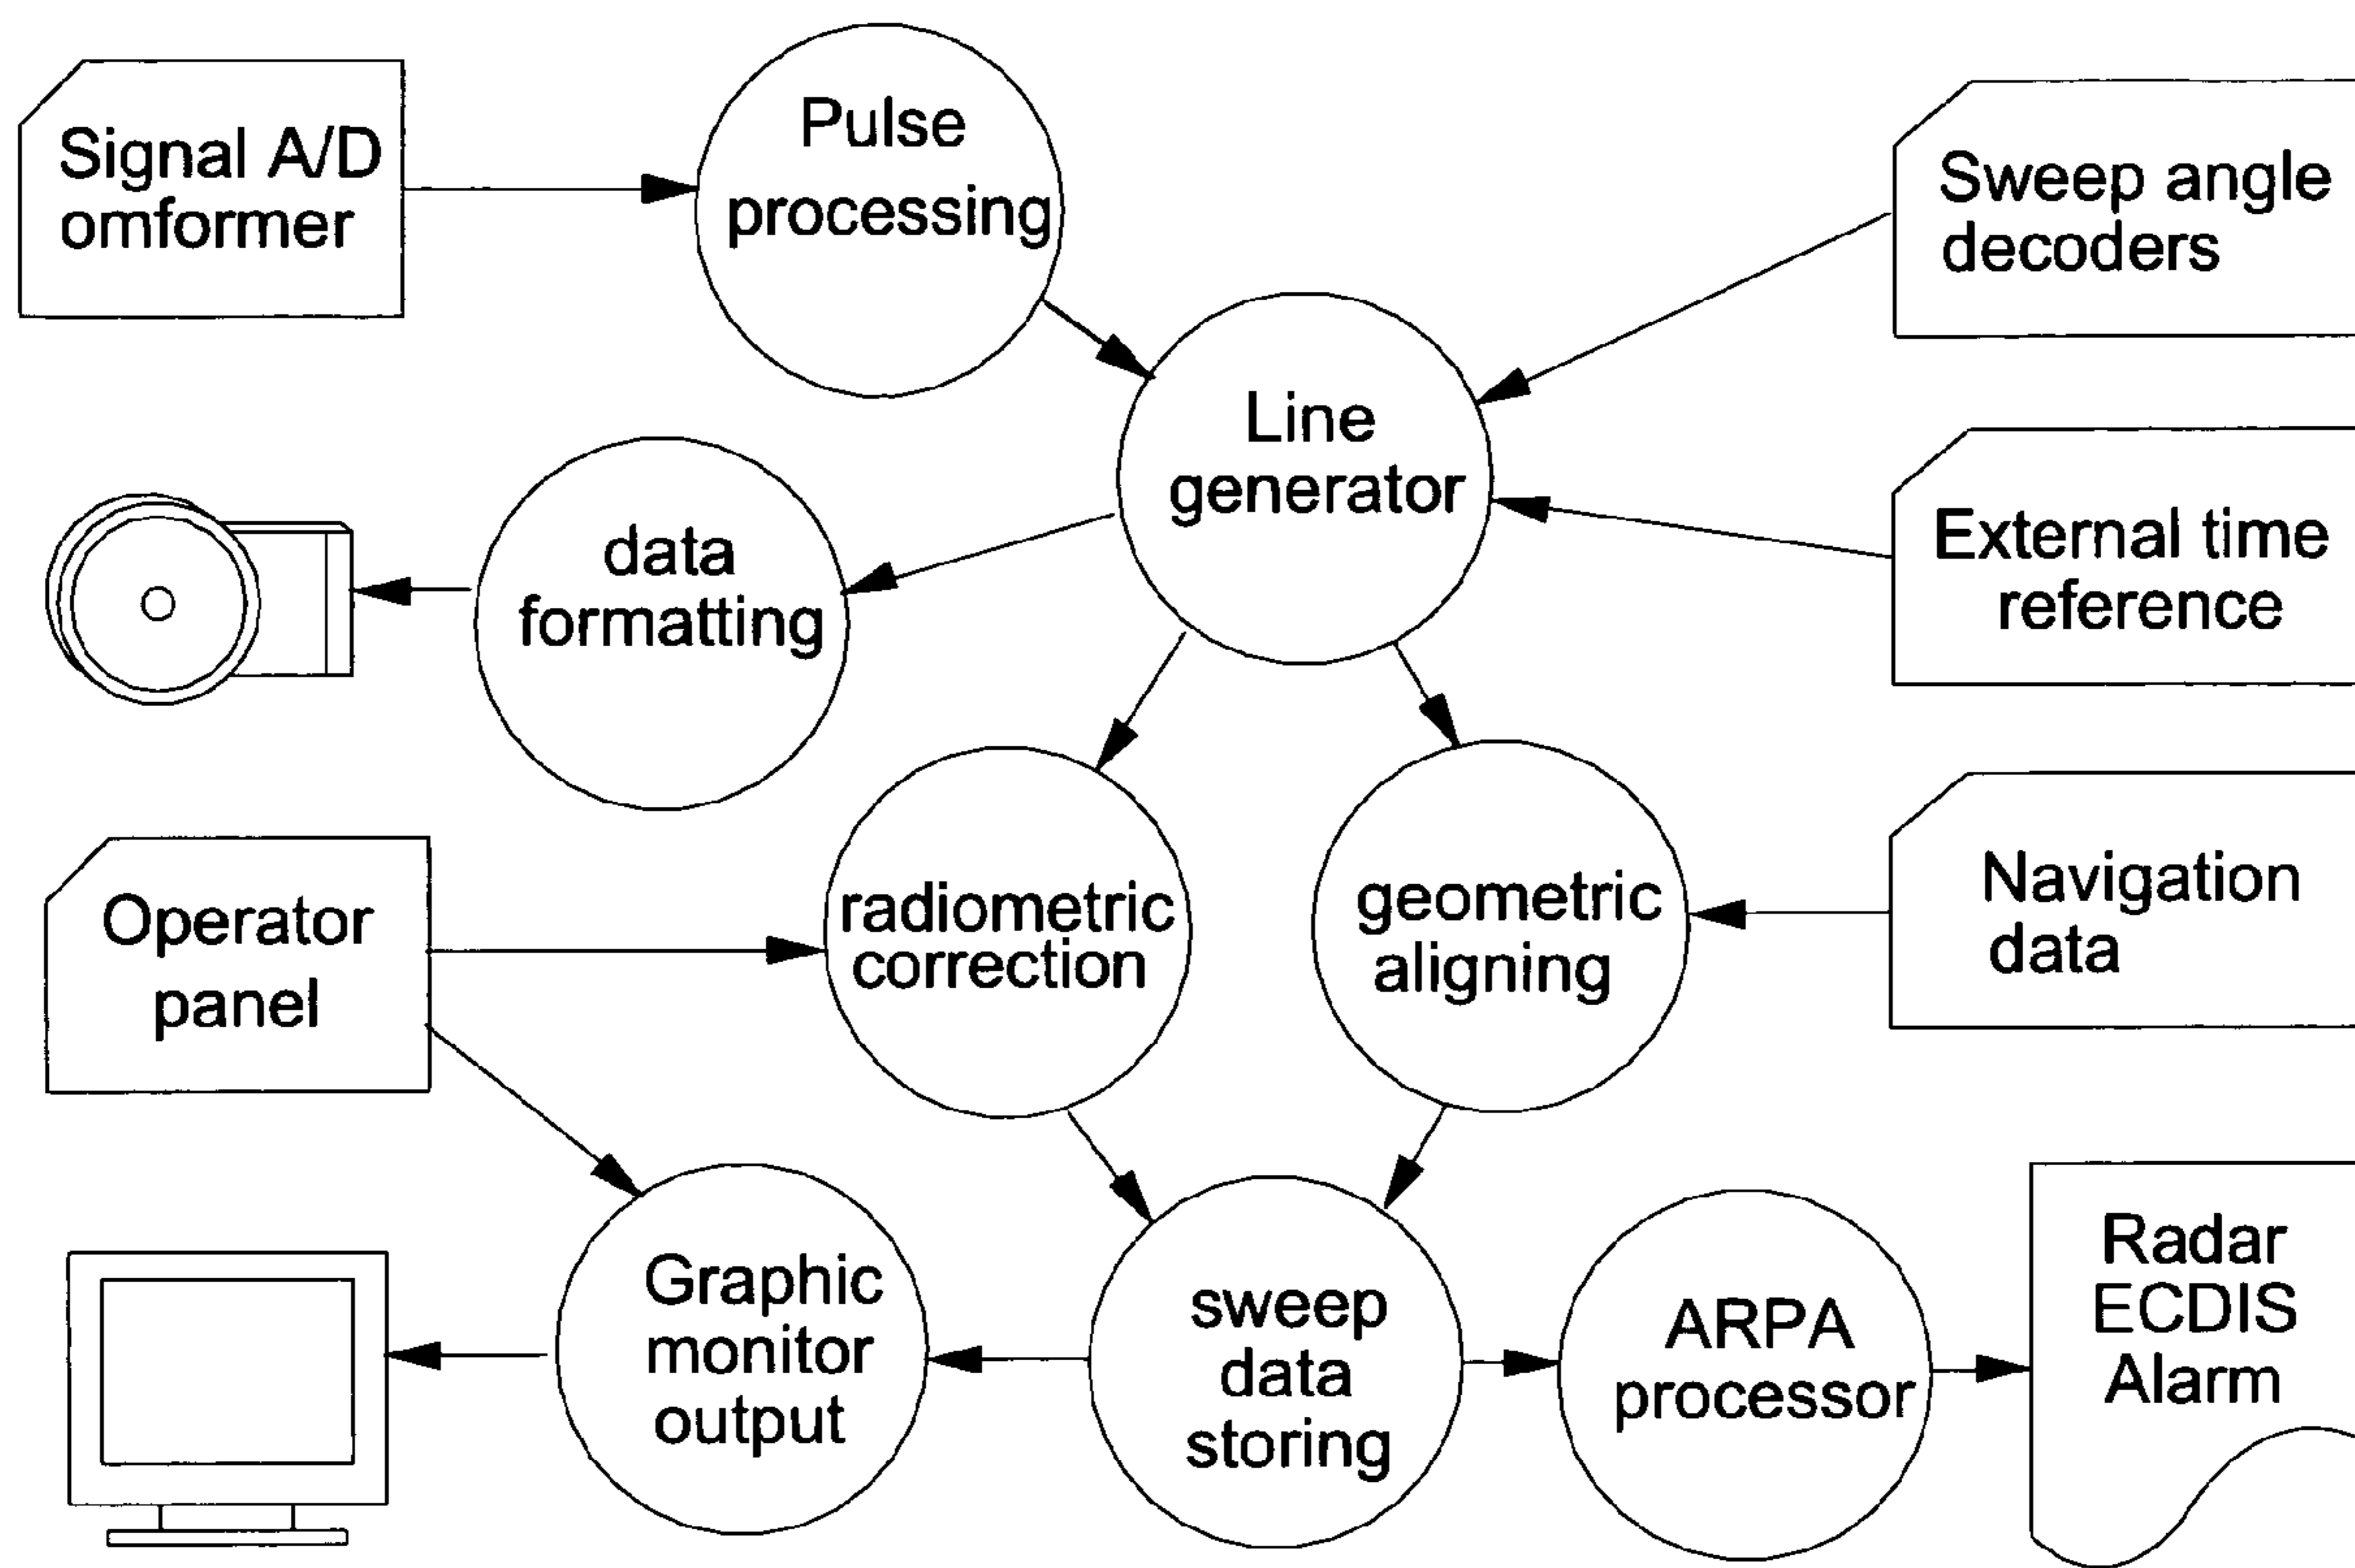 Signal A/D
omformer
Pulse
processing
Sweep angle
decoders
Line
generator
External time
reference
data
formatting
Operator
panel
radiometric
correction
geometric
aligning
Navigation
data
Graphic
monitor
output
sweep
data
storing
ARPA
processor
Radar
ECDIS
Alarm